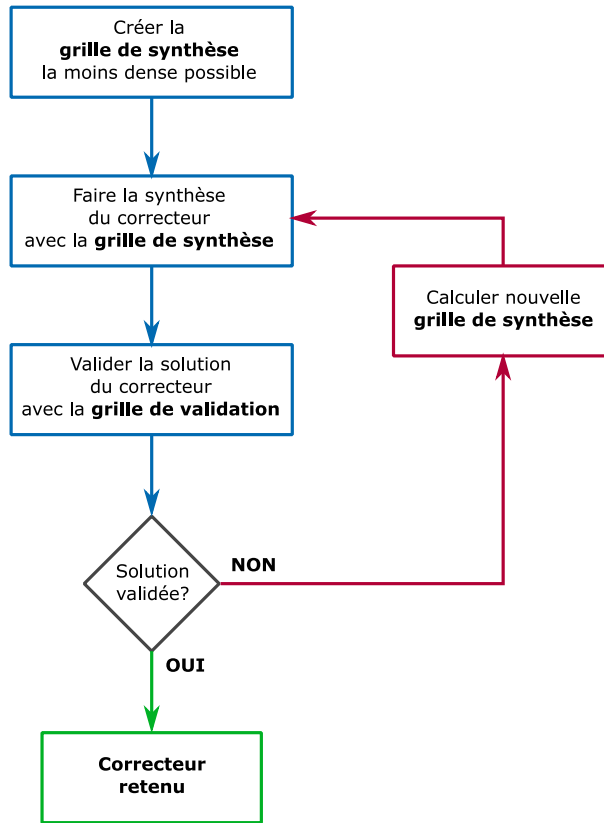 Créer la
grille de synthèse
la moins dense possible
Faire la synthèse
du correcteur
avec la grille de synthèse
Calculer nouvelle
grille de synthèse
Valider la solution
du correcteur
avec la grille de validation
Solution
validée?
NON
OUI
Correcteur
retenu